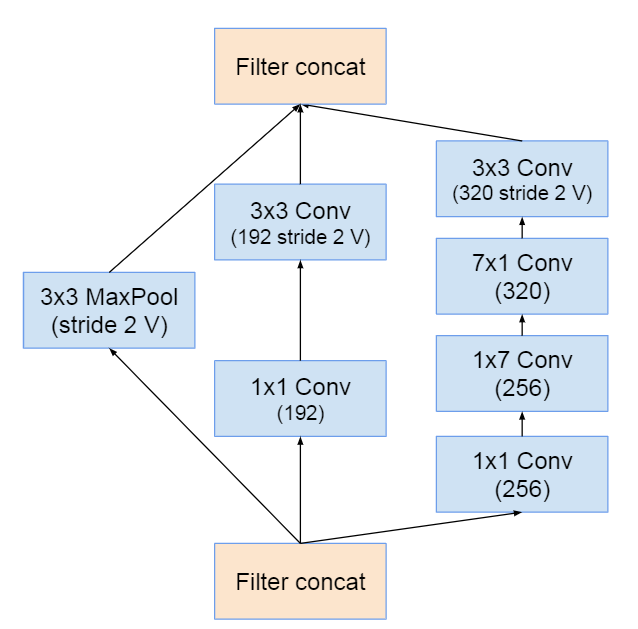 Filter concat
3x3 Conv
(320 stride 2 V)
3x3 Conv
(192 stride 2 V)
7x1 Conv
(320)
3x3 MaxPool
(stride 2 V)
1x7 Conv
(256)
1x1 Conv
(192)
1x1 Conv
(256)
Filter concat